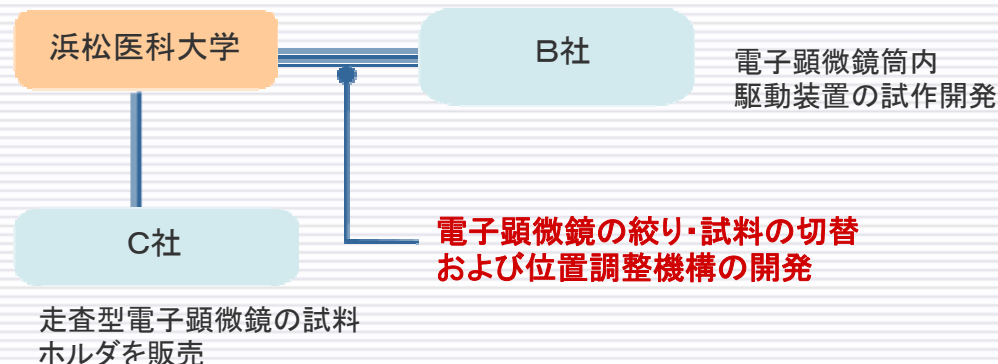 浜松医科大学
B社
電子顕微鏡筒内
駆動装置の試作開発
C社
電子顕微鏡の絞り・試料の切替
および位置調整機構の開発
走査型電子顕微鏡の試料
ホルダを販売